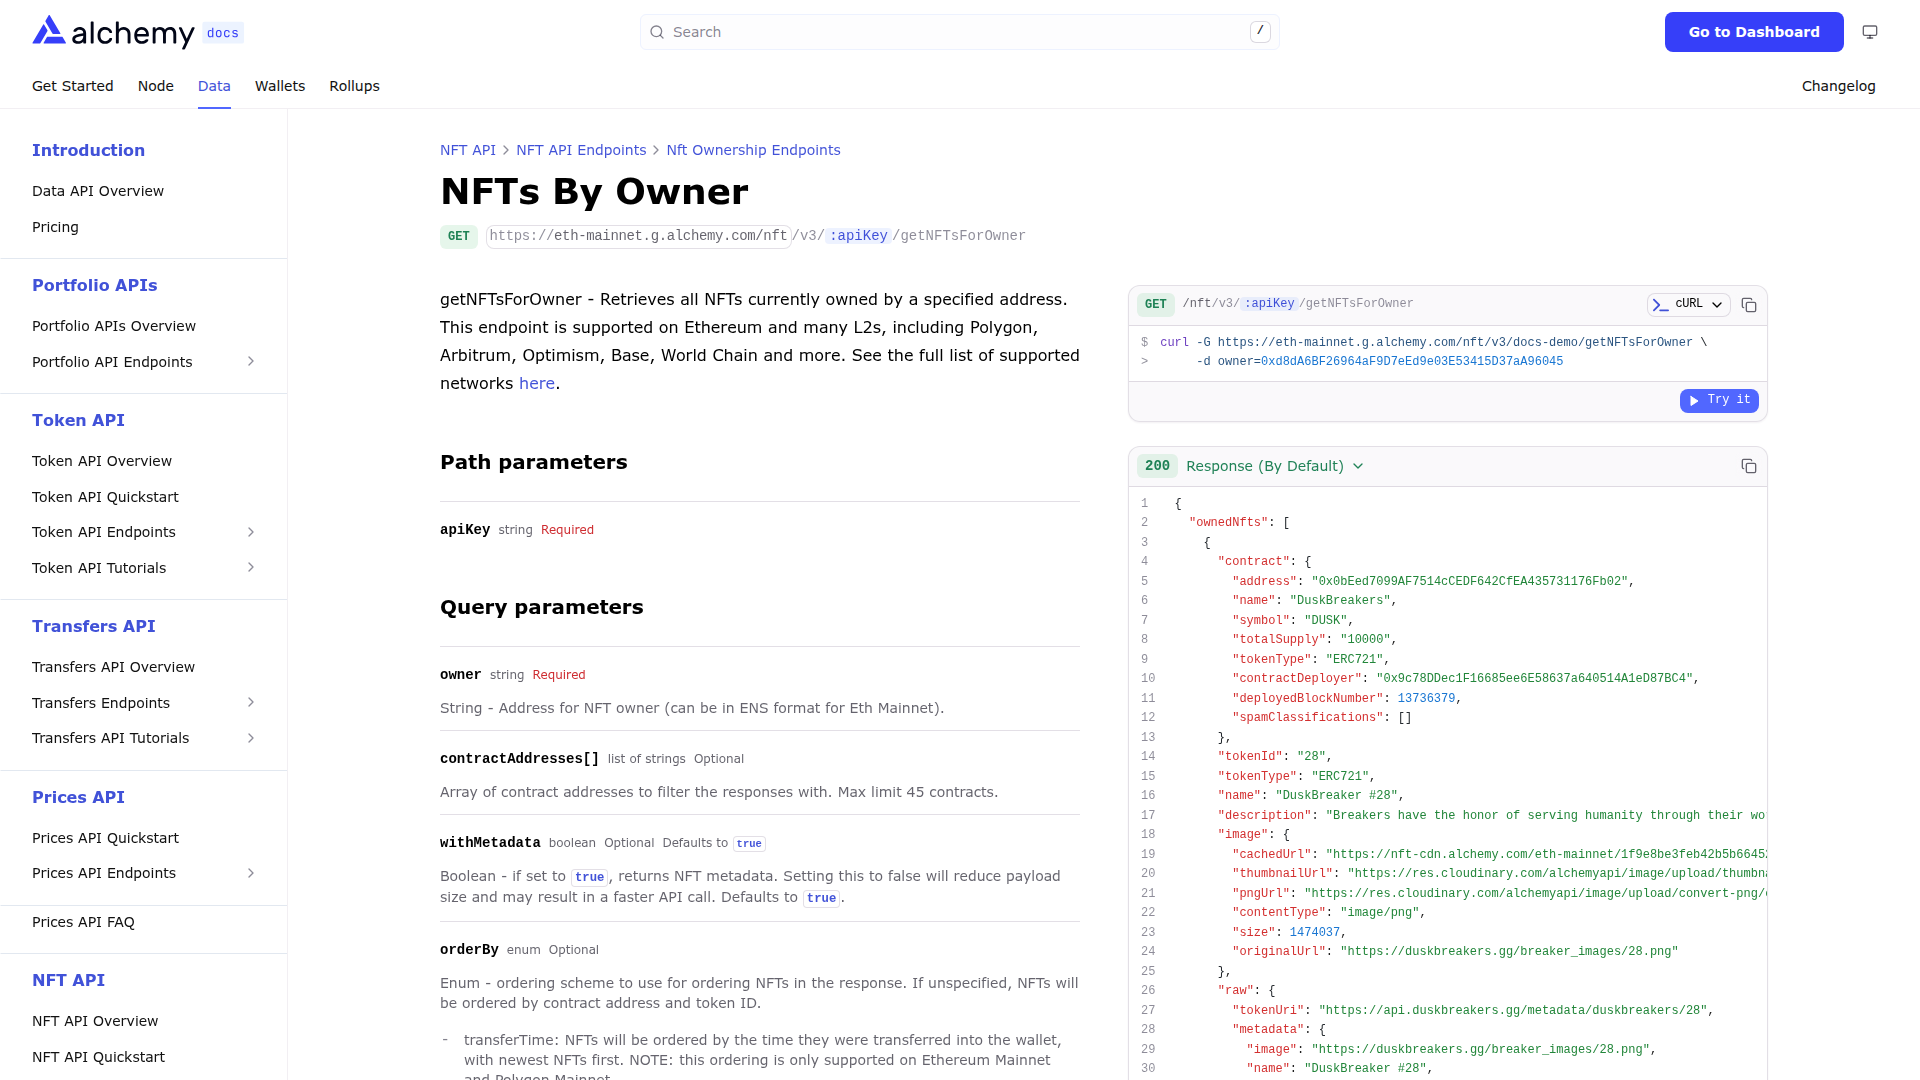 alchemy docs
Search /
Go to Dashboard
Get Started Node Data Wallets Rollups Changelog
Introduction
Data API Overview
Pricing
Portfolio APIs
Portfolio APIs Overview
Portfolio API Endpoints
Token API
Token API Overview
Token API Quickstart
Token API Endpoints
Token API Tutorials
Transfers API
Transfers API Overview
Transfers Endpoints
Transfers API Tutorials
Prices API
Prices API Quickstart
Prices API Endpoints
Prices API FAQ
NFT API
NFT API Overview
NFT API Quickstart
NFT API > NFT API Endpoints > Nft Ownership Endpoints
NFTs By Owner
GET https://eth-mainnet.g.alchemy.com/nft/v3/:apiKey/getNFTsForOwner
getNFTsForOwner - Retrieves all NFTs currently owned by a specified address.
This endpoint is supported on Ethereum and many L2s, including Polygon,
Arbitrum, Optimism, Base, World Chain and more. See the full list of supported
networks here.
Path parameters
apiKey string Required
Query parameters
owner string Required
String - Address for NFT owner (can be in ENS format for Eth Mainnet).
contractAddresses[] list of strings Optional
Array of contract addresses to filter the responses with. Max limit 45 contracts.
withMetadata boolean Optional Defaults to true
Boolean - if set to true, returns NFT metadata. Setting this to false will reduce payload
size and may result in a faster API call. Defaults to true.
orderBy enum Optional
Enum - ordering scheme to use for ordering NFTs in the response. If unspecified, NFTs will
be ordered by contract address and token ID.
- transferTime: NFTs will be ordered by the time they were transferred into the wallet,
with newest NFTs first. NOTE: this ordering is only supported on Ethereum Mainnet
and Polygon Mainnet.
GET /nft/v3/:apiKey/getNFTsForOwner cURL
$ curl -G https://eth-mainnet.g.alchemy.com/nft/v3/docs-demo/getNFTsForOwner \
> -d owner=0xd8dA6BF26964aF9D7eEd9e03E53415D37aA96045
Try it
200 Response (By Default)
1 {
2 "ownedNfts": [
3 {
4 "contract": {
5 "address": "0x0bEed7099AF7514cCEDF642CfEA435731176Fb02",
6 "name": "DuskBreakers",
7 "symbol": "DUSK",
8 "totalSupply": "10000",
9 "tokenType": "ERC721",
10 "contractDeployer": "0x9c78DDec1F16685ee6E58637a640514A1eD87BC4",
11 "deployedBlockNumber": 13736379,
12 "spamClassifications": []
13 },
14 "tokenId": "28",
15 "tokenType": "ERC721",
16 "name": "DuskBreaker #28",
17 "description": "Breakers have the honor of serving humanity through their wo
18 "image": {
19 "cachedUrl": "https://nft-cdn.alchemy.com/eth-mainnet/1f9e8be3feb42b5b6645
20 "thumbnailUrl": "https://res.cloudinary.com/alchemyapi/image/upload/thumbn
21 "pngUrl": "https://res.cloudinary.com/alchemyapi/image/upload/convert-png/
22 "contentType": "image/png",
23 "size": 1474037,
24 "originalUrl": "https://duskbreakers.gg/breaker_images/28.png"
25 },
26 "raw": {
27 "tokenUri": "https://api.duskbreakers.gg/metadata/duskbreakers/28",
28 "metadata": {
29 "image": "https://duskbreakers.gg/breaker_images/28.png",
30 "name": "DuskBreaker #28",